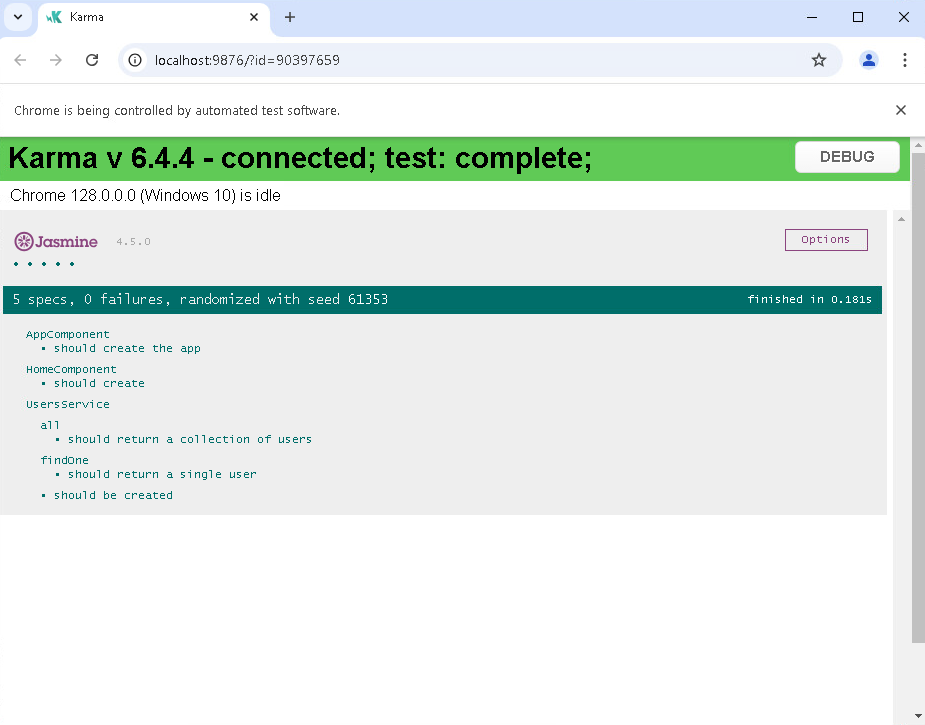 Karma
localhost:9876/?id=90397659
Chrome is being controlled by automated test software.
Karma v 6.4.4 - connected; test: complete;
DEBUG
Chrome 128.0.0.0 (Windows 10) is idle
Jasmine 4.5.0
Options
5 specs, 0 failures, randomized with seed 61353
finished in 0.181s
AppComponent
• should create the app
HomeComponent
• should create
UsersService
all
• should return a collection of users
findOne
• should return a single user
• should be created